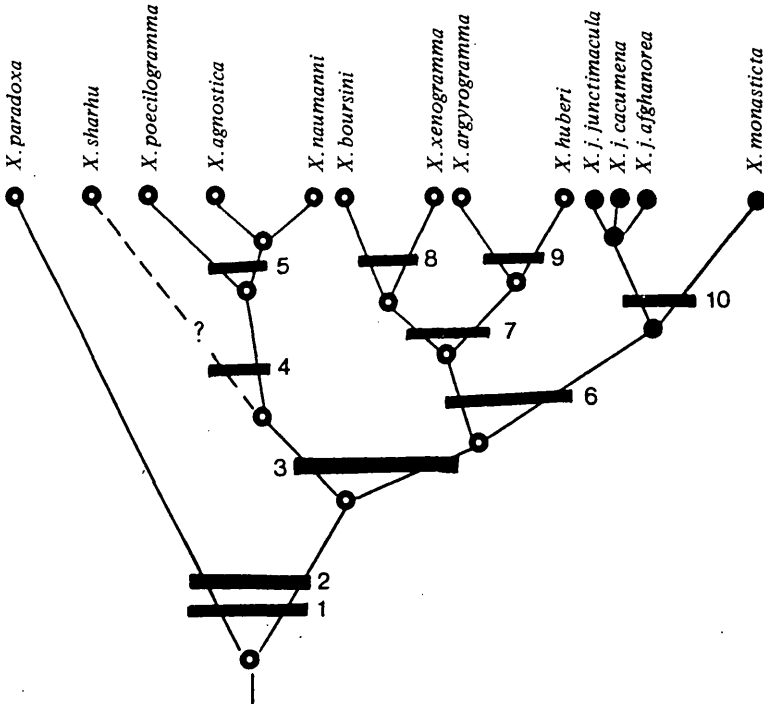 X. paradoxa
X. sharhu
X. poecilogramma
X. agnostica
X. naumanni
X. boursini
X. xenogramma
X. argyrogramma
X. huberi
X. j. junctimacula
X. j. cacumena
X. j. afghanorea
X. monasticta
5
8
9
10
?
7
4
6
3
2
1